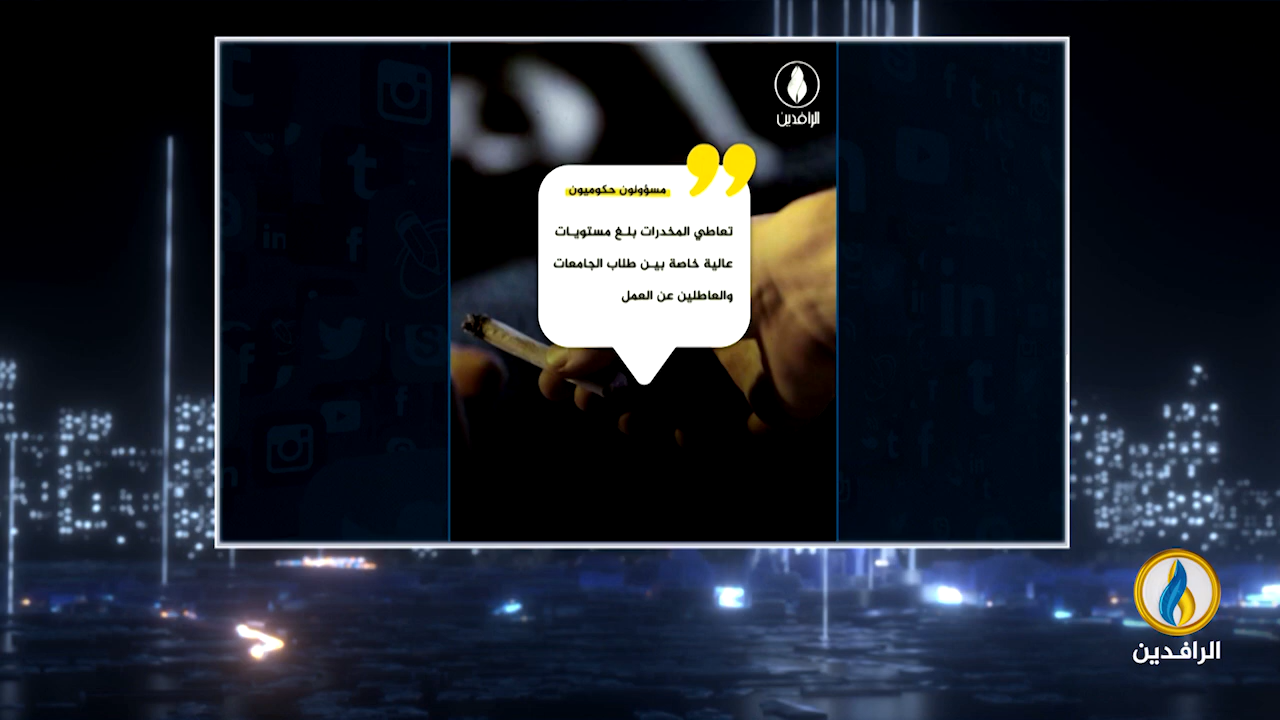 الرافدين
مسؤولون حكوميون
تعاطي المخدرات بلغ مستويات
عالية خاصة بين طلاب الجامعات
والعاطلين عن العمل
الرافدين